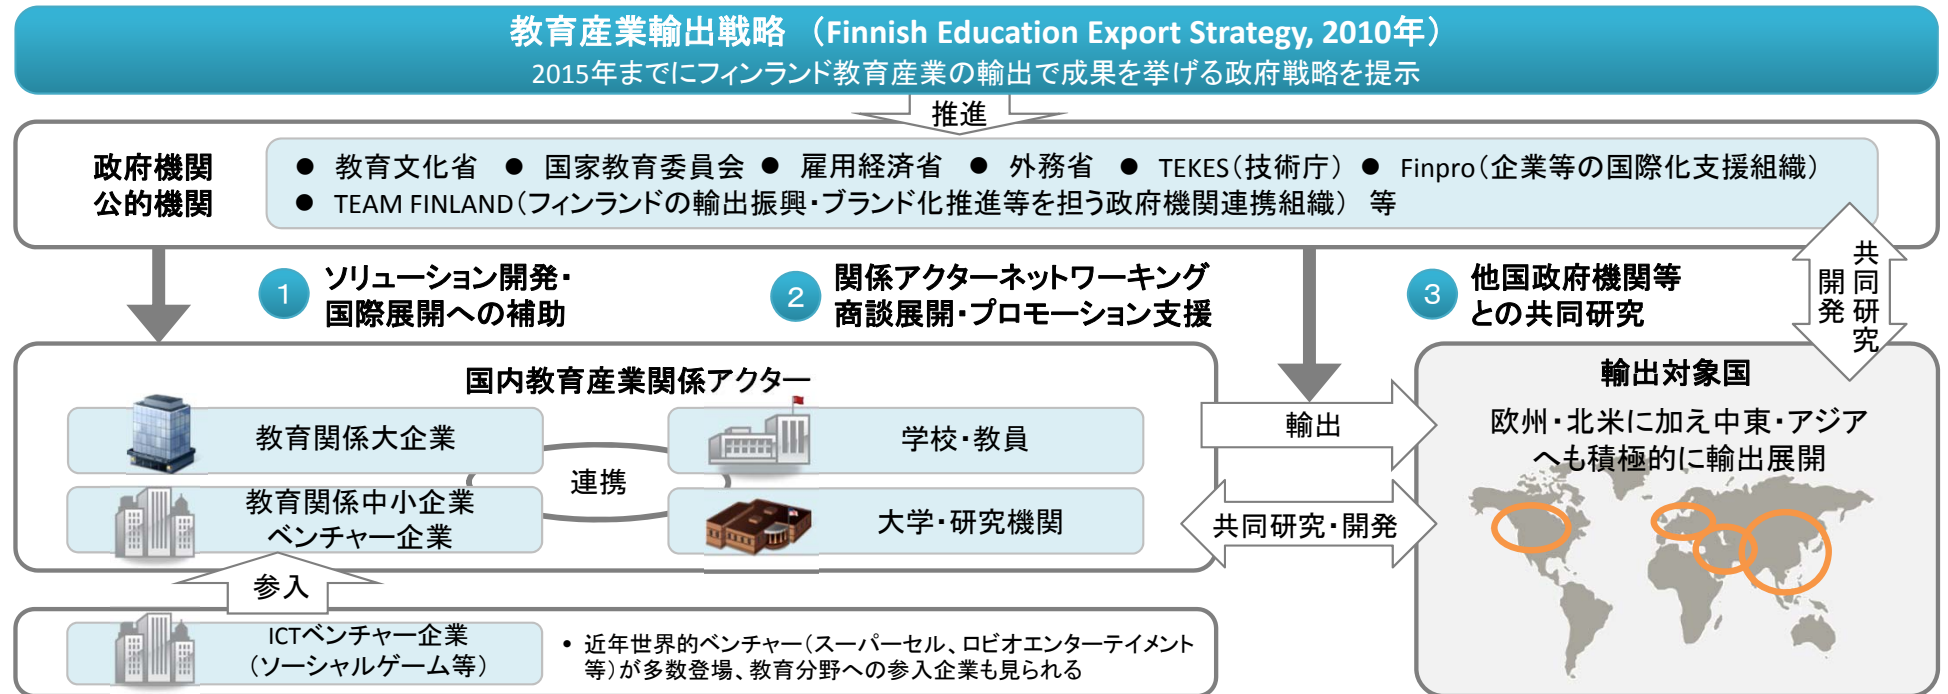 教育産業輸出戦略 （Finnish Education Export Strategy, 2010年）
2015年までにフィンランド教育産業の輸出で成果を挙げる政府戦略を提示
推進
政府機関
公的機関
● 教育文化省 ● 国家教育委員会 ● 雇用経済省 ● 外務省 ● TEKES（技術庁） ● Finpro（企業等の国際化支援組織）
● TEAM FINLAND（フィンランドの輸出振興・ブランド化推進等を担う政府機関連携組織） 等
1
ソリューション開発・
国際展開への補助
2
関係アクターネットワーキング
商談展開・プロモーション支援
3
他国政府機関等
との共同研究
共同研究
開発
国内教育産業関係アクター
教育関係大企業
学校・教員
連携
教育関係中小企業
ベンチャー企業
大学・研究機関
輸出
共同研究・開発
輸出対象国
欧州・北米に加え中東・アジア
へも積極的に輸出展開
参入
ICTベンチャー企業
（ソーシャルゲーム等）
• 近年世界的ベンチャー（スーパーセル、ロビオエンターテイメント
等）が多数登場、教育分野への参入企業も見られる